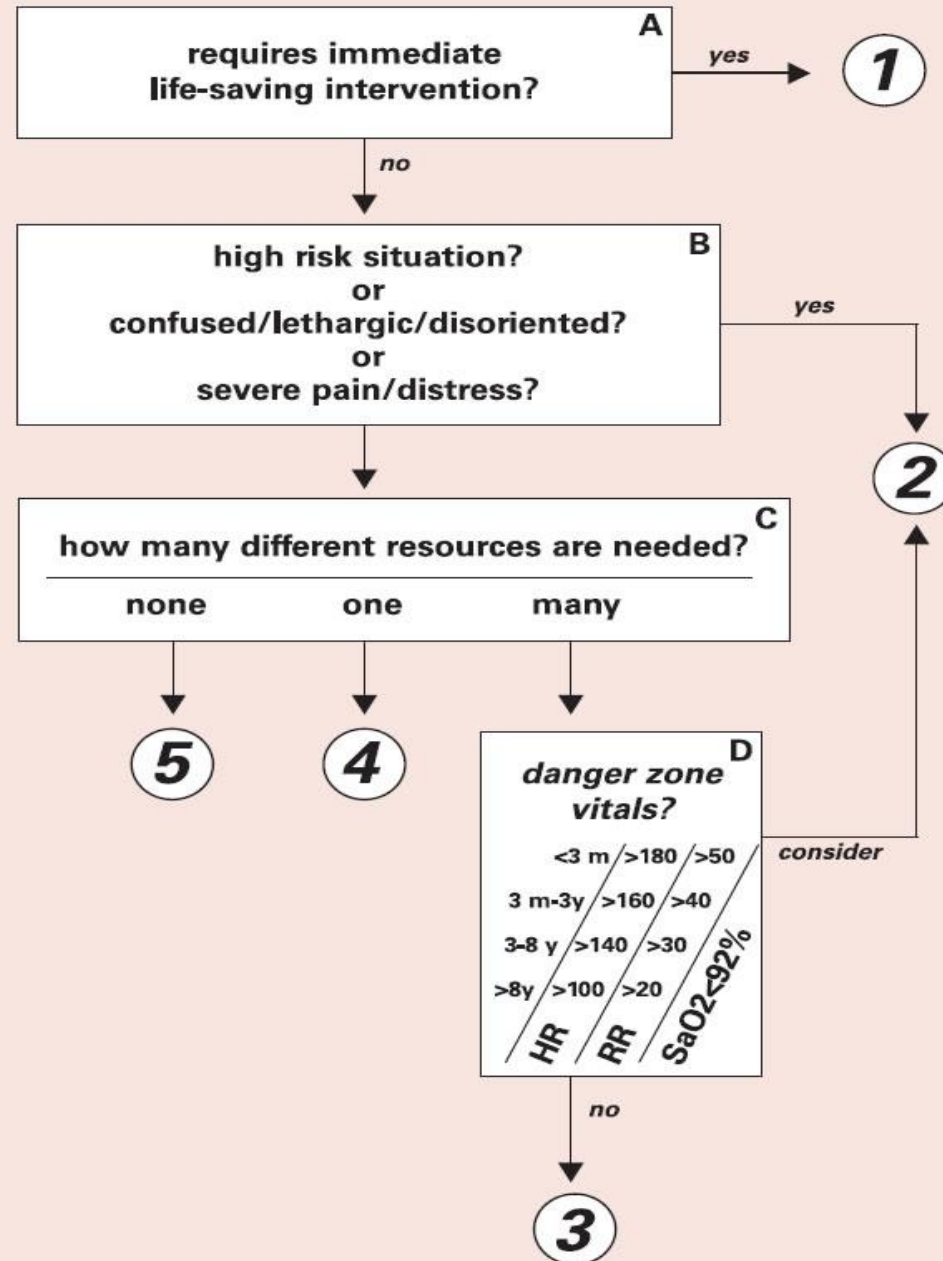 A
requires immediate
life-saving intervention?
yes
1
no
B
high risk situation?
or
confused/lethargic/disoriented?
or
severe pain/distress?
yes
2
C
how many different resources are needed?
none one many
5
4
D
danger zone
vitals?
<3 m >180 >50
3 m-3y >160 >40
3-8 y >140 >30
>8y >100 >20
HR RR SaO2<92%
consider
no
3